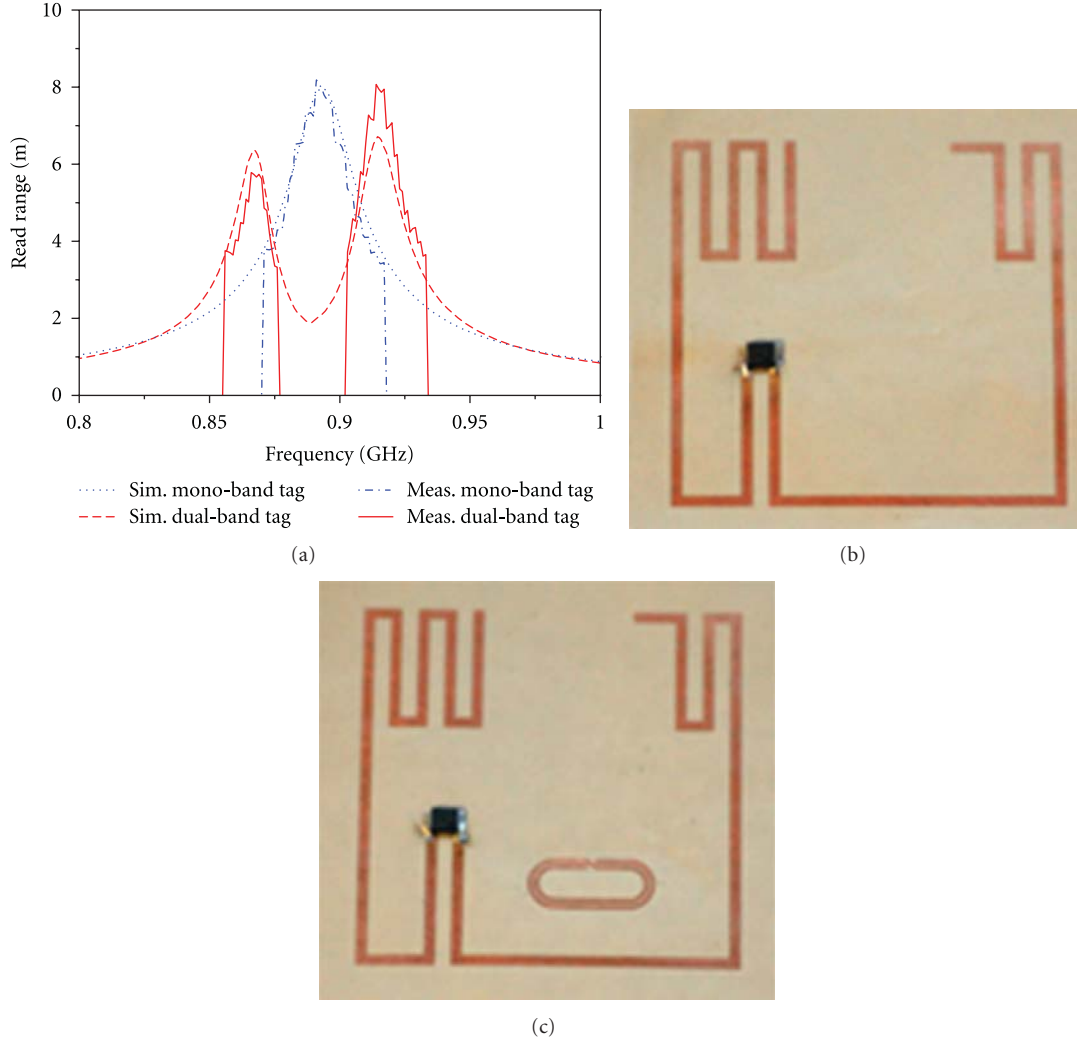 10
8
6
4
2
0
Read range (m)
0.8
0.85
0.9
0.95
1
Frequency (GHz)
Sim. mono-band tag
Meas. mono-band tag
Sim. dual-band tag
Meas. dual-band tag
(a)
(b)
(c)